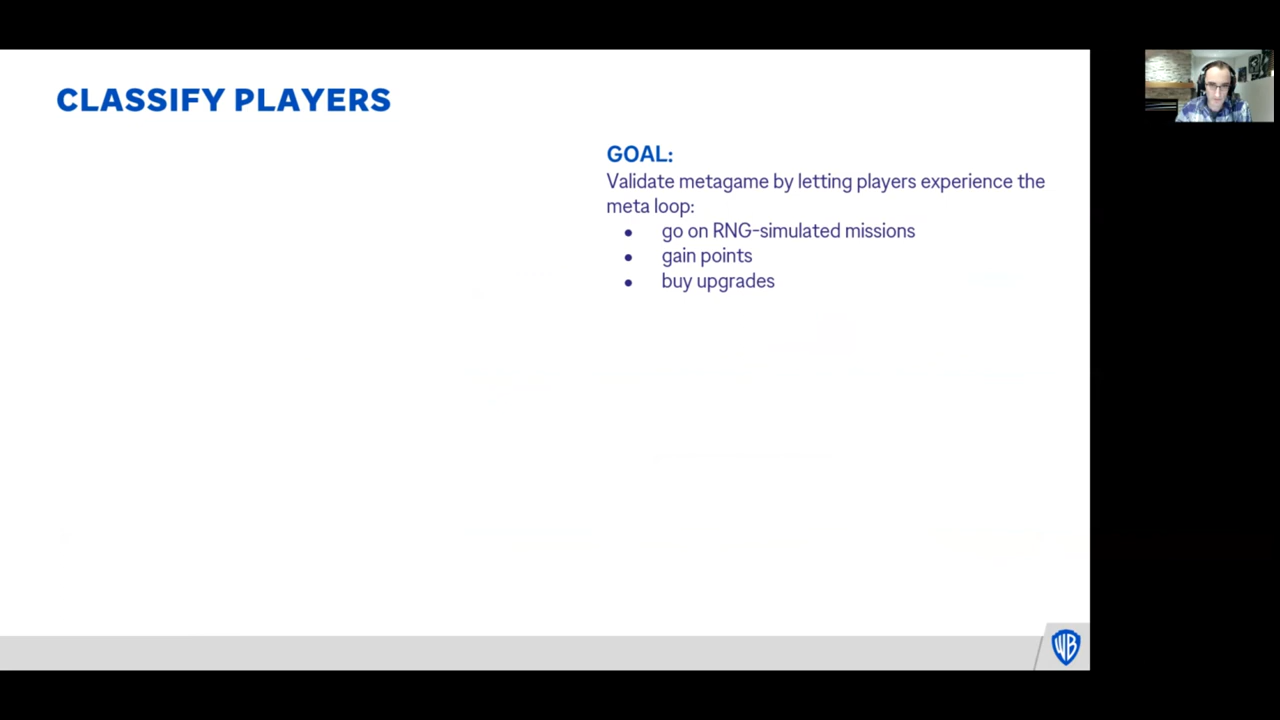 CLASSIFY PLAYERS
GOAL:
Validate metagame by letting players experience the
meta loop:
● go on RNG-simulated missions
● gain points
● buy upgrades
WB